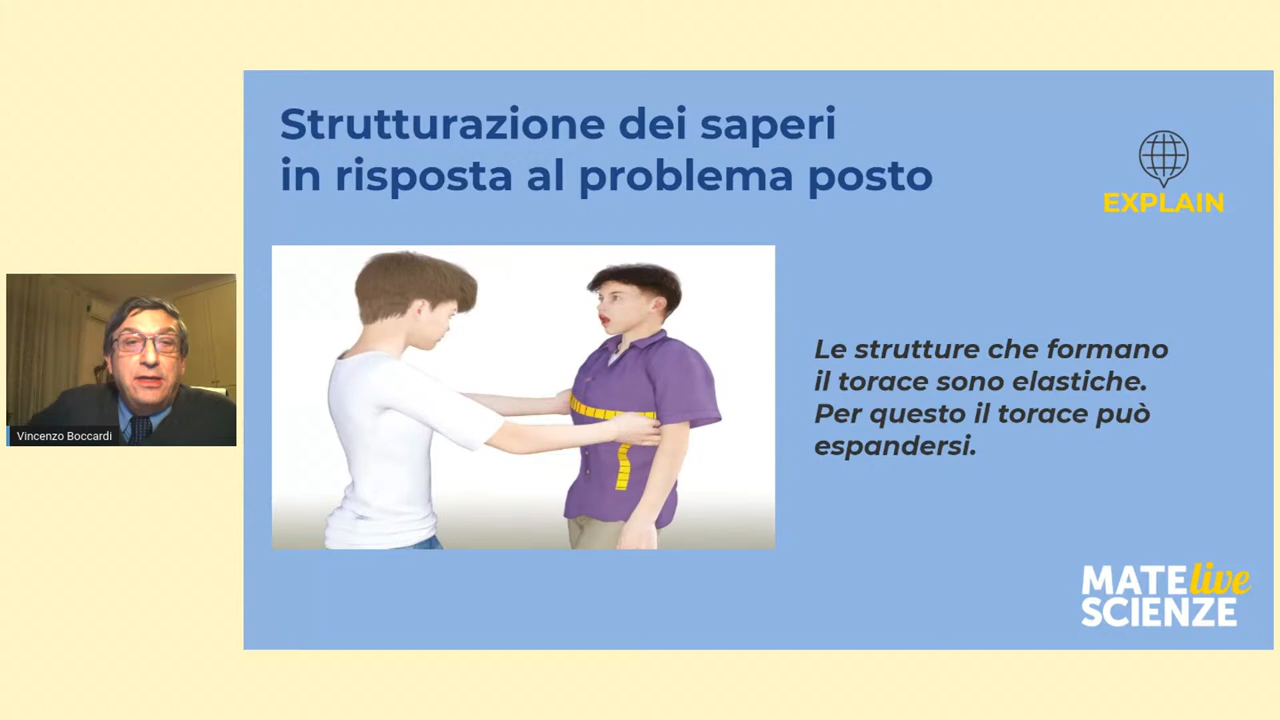 Strutturazione dei saperi
in risposta al problema posto
EXPLAIN
Le strutture che formano
il torace sono elastiche.
Per questo il torace può
espandersi.
Vincenzo Boccardi
MATE live
SCIENZE